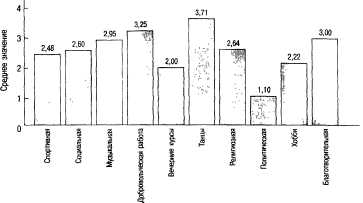 Среднее значение
4
3
2
1
0
2,48
2,60
2,95
3,25
2,00
3,71
2,64
1,10
2,22
3,00
Спортивная
Социальная
Музыкальная
Добровольческая работа
Вечерние курсы
Танцы
Религиозная
Политическая
Хобби
Благотворительная